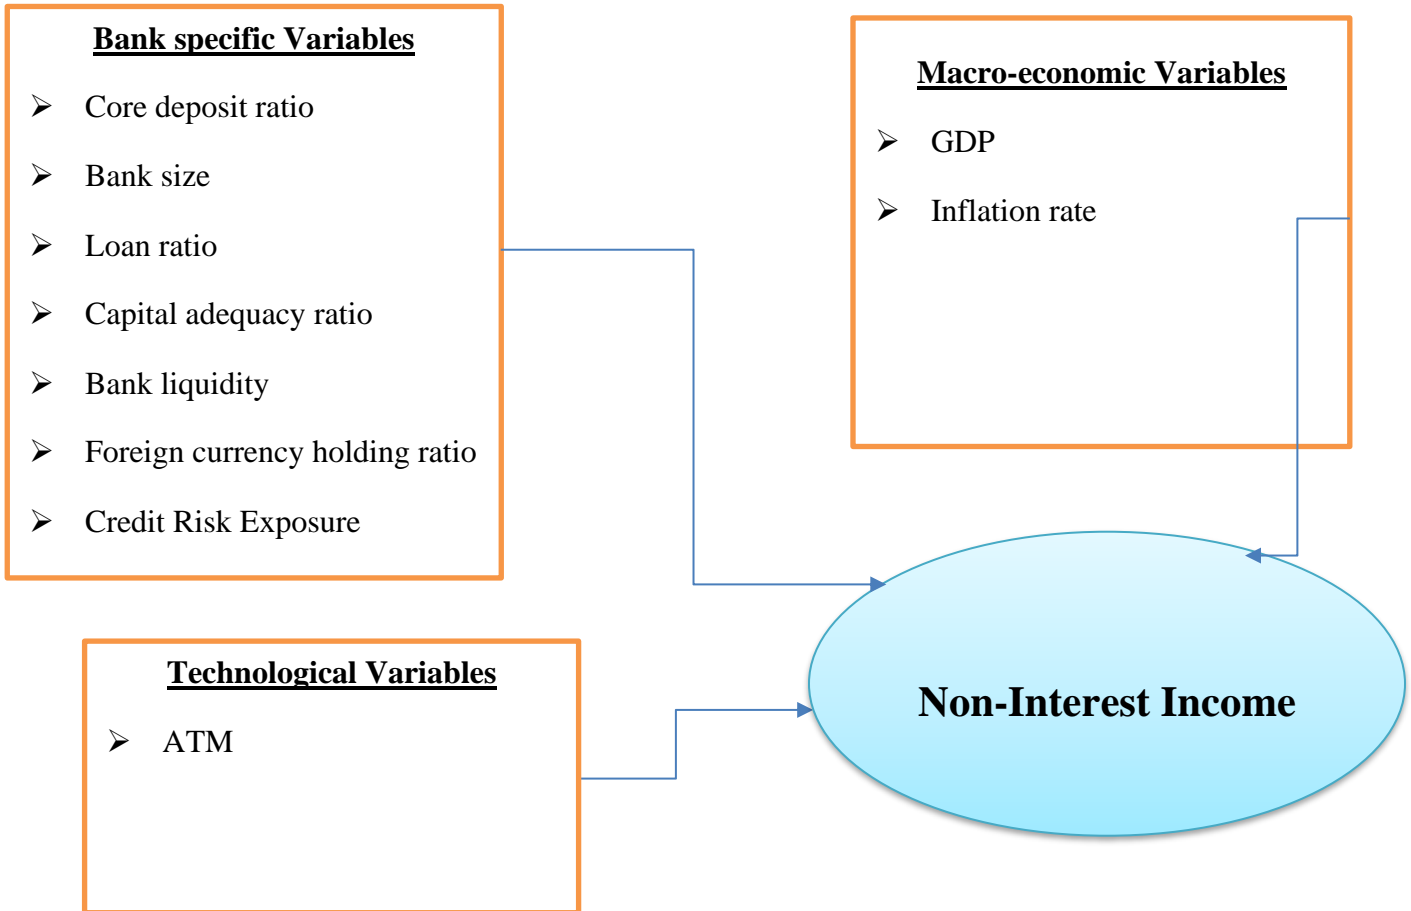 Bank specific Variables
➢ Core deposit ratio
➢ Bank size
➢ Loan ratio
➢ Capital adequacy ratio
➢ Bank liquidity
➢ Foreign currency holding ratio
➢ Credit Risk Exposure
Macro-economic Variables
➢ GDP
➢ Inflation rate
Technological Variables
➢ ATM
Non-Interest Income